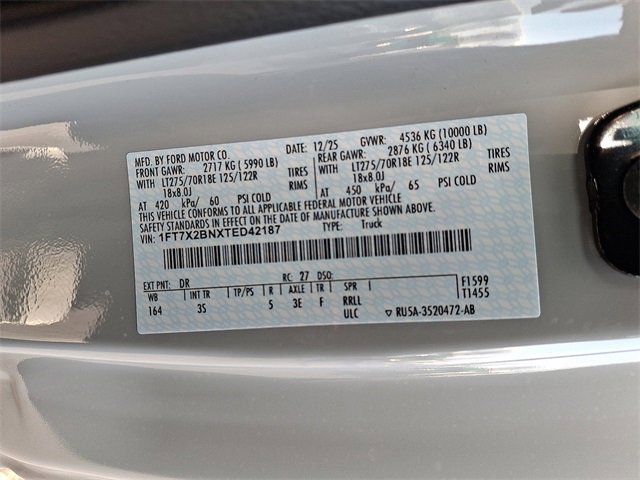 MFD. BY FORD MOTOR CO.
DATE: 12/25
GVWR: 4536 KG (10000 LB)
FRONT GAWR: 2717 KG (5990 LB)
REAR GAWR: 2876 KG (6340 LB)
WITH LT275/70R18E 125/122R TIRES
WITH LT275/70R18E 125/122R TIRES
18x8.0J RIMS
18x8.0J RIMS
AT 420 kPa/ 60 PSI COLD
AT 450 kPa/ 65 PSI COLD
THIS VEHICLE CONFORMS TO ALL APPLICABLE FEDERAL MOTOR VEHICLE
SAFETY STANDARDS IN EFFECT ON THE DATE OF MANUFACTURE SHOWN ABOVE.
VIN: 1FT7X2BNXTED42187
TYPE: Truck
EXT PNT: DR RC: 27 DSO: F1599
WB INT TR TP/PS R AXLE TR SPR T1455
164 3S 5 3E F RRLL
ULC RU5A-3520472-AB